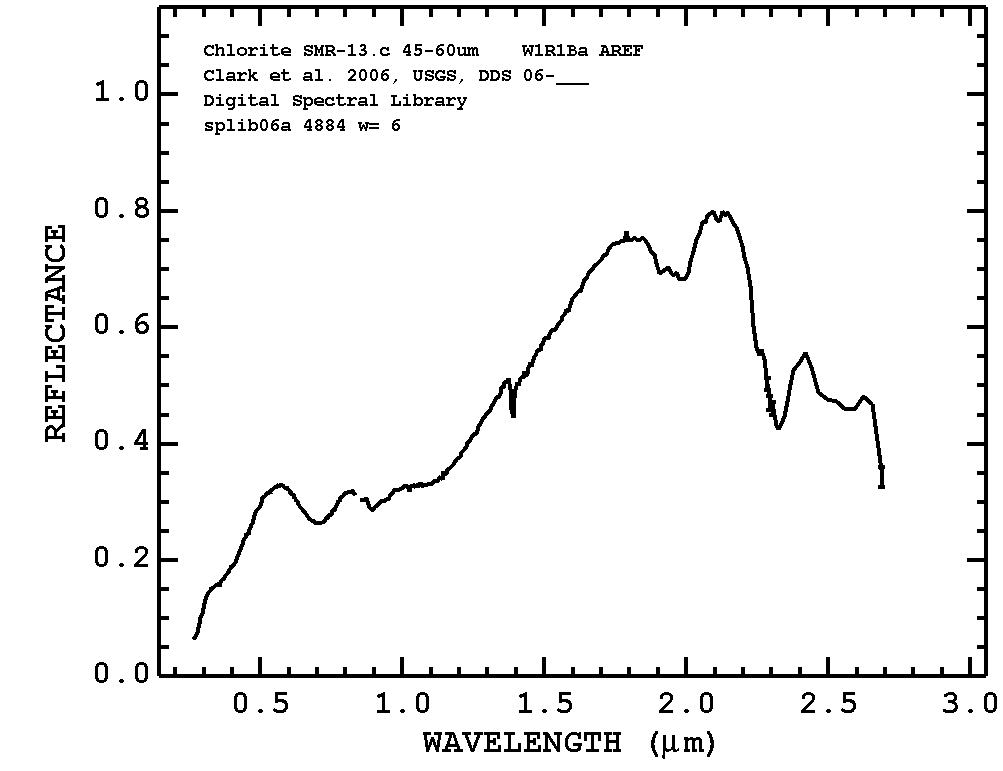 Chlorite SMR-13.c 45-60um W1R1Ba AREF
Clark et al. 2006, USGS, DDS 06-___
Digital Spectral Library
splib06a 4884 w= 6
1.0
0.8
0.6
0.4
0.2
0.0
REFLECTANCE
0.5 1.0 1.5 2.0 2.5 3.0
WAVELENGTH (μm)